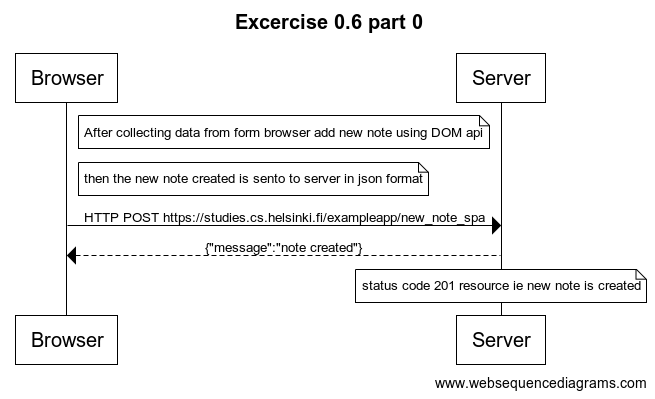 Excercise 0.6 part 0
Browser
Server
After collecting data from form browser add new note using DOM api
then the new note created is sento to server in json format
HTTP POST https://studies.cs.helsinki.fi/exampleapp/new_note_spa
{"message":"note created"}
status code 201 resource ie new note is created
Browser
Server
www.websequencediagrams.com